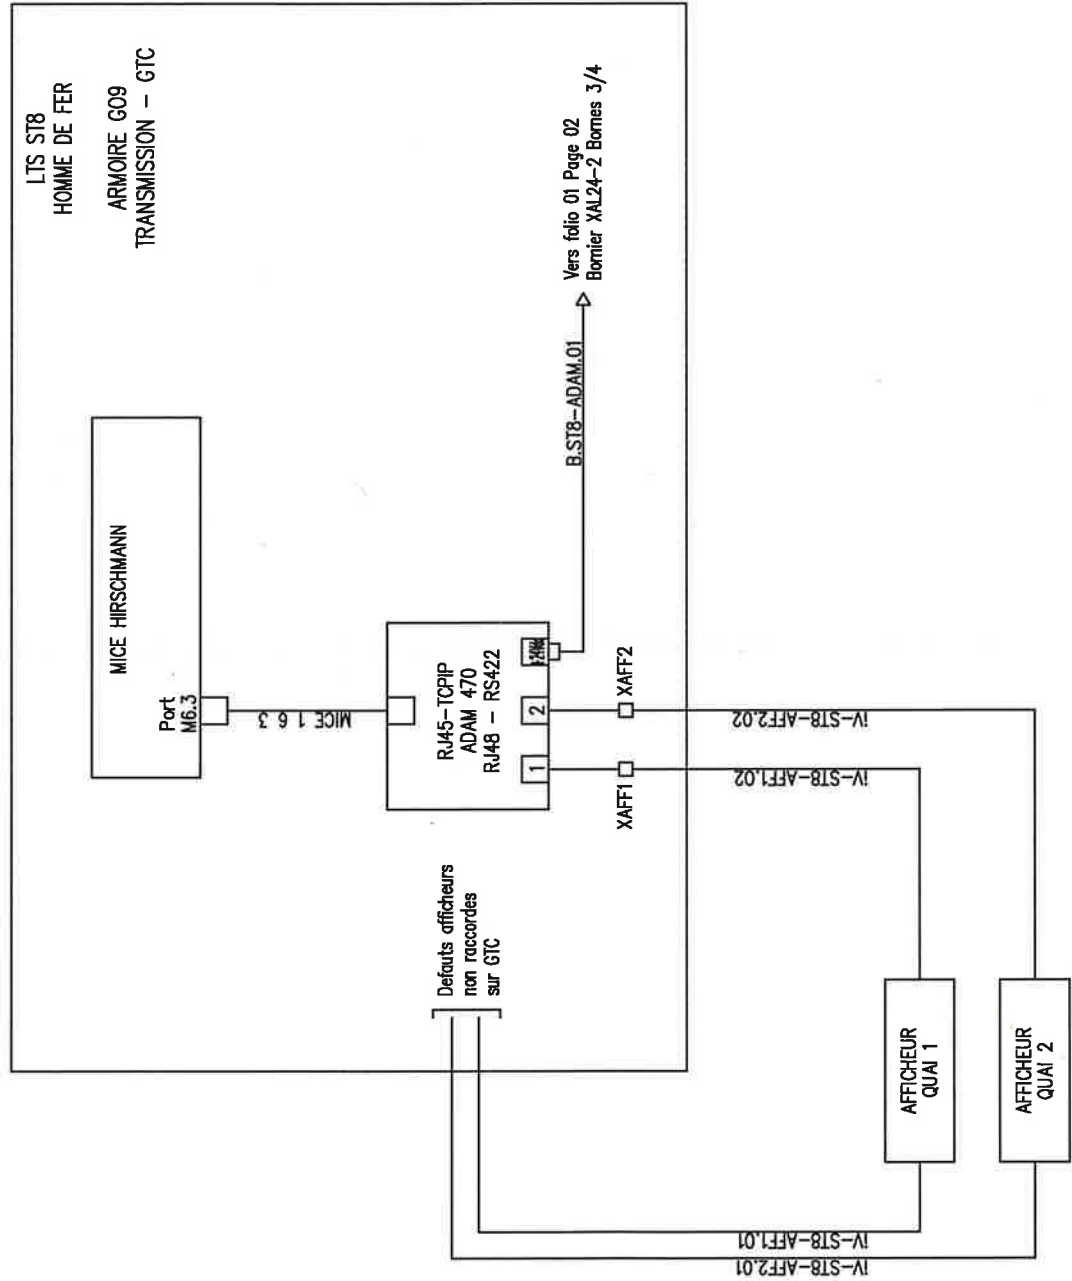 LTS ST8
HOMME DE FER
ARMOIRE G09
TRANSMISSION - GTC
MICE HIRSCHMANN
Port
M6.3
MICE 1 6 3
RJ45-TCPIP
ADAM 470
RJ48 - RS422
1
2
B.ST8-ADAM.01
Vers folio 01 Page 02
Bornier XAL24-2 Bornes 3/4
XAFF1
XAFF2
Defauts afficheurs
non raccordes
sur GTC
iV-ST8-AFF1.02
iV-ST8-AFF2.02
AFFICHEUR
QUAI 1
AFFICHEUR
QUAI 2
iV-ST8-AFF1.01
iV-ST8-AFF2.01